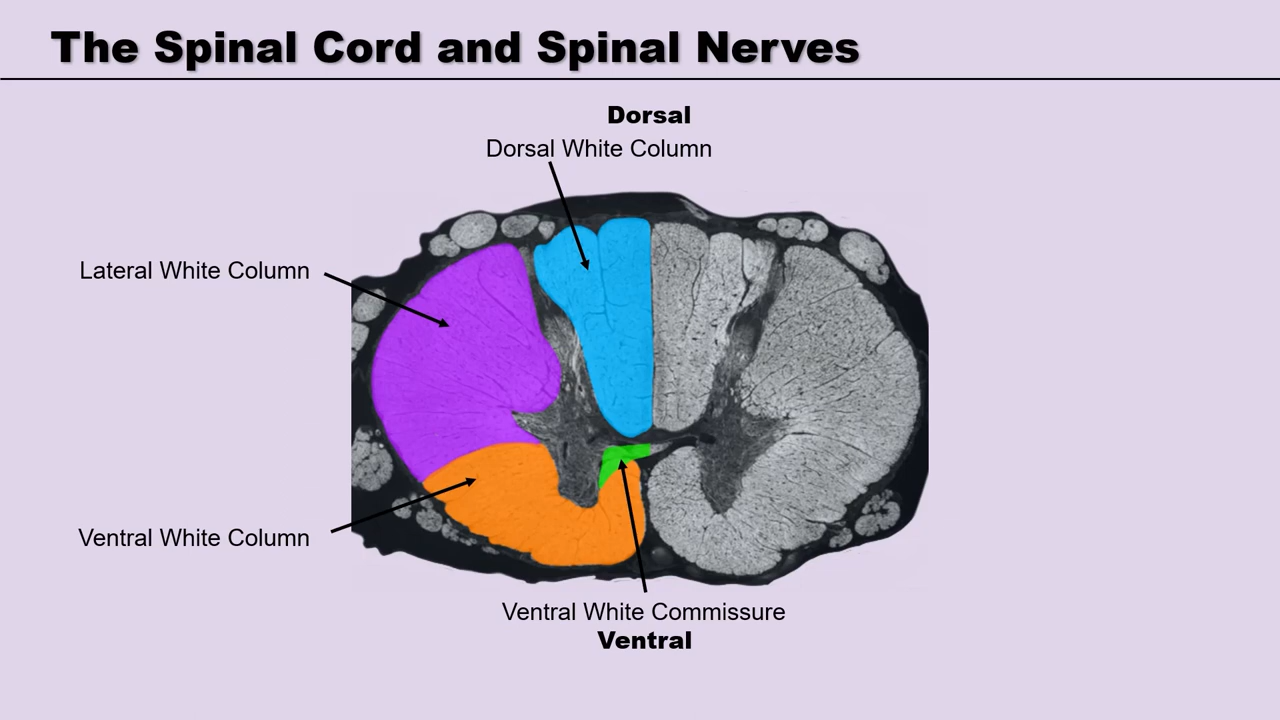 The Spinal Cord and Spinal Nerves
Dorsal
Dorsal White Column
Lateral White Column
Ventral White Column
Ventral White Commissure
Ventral